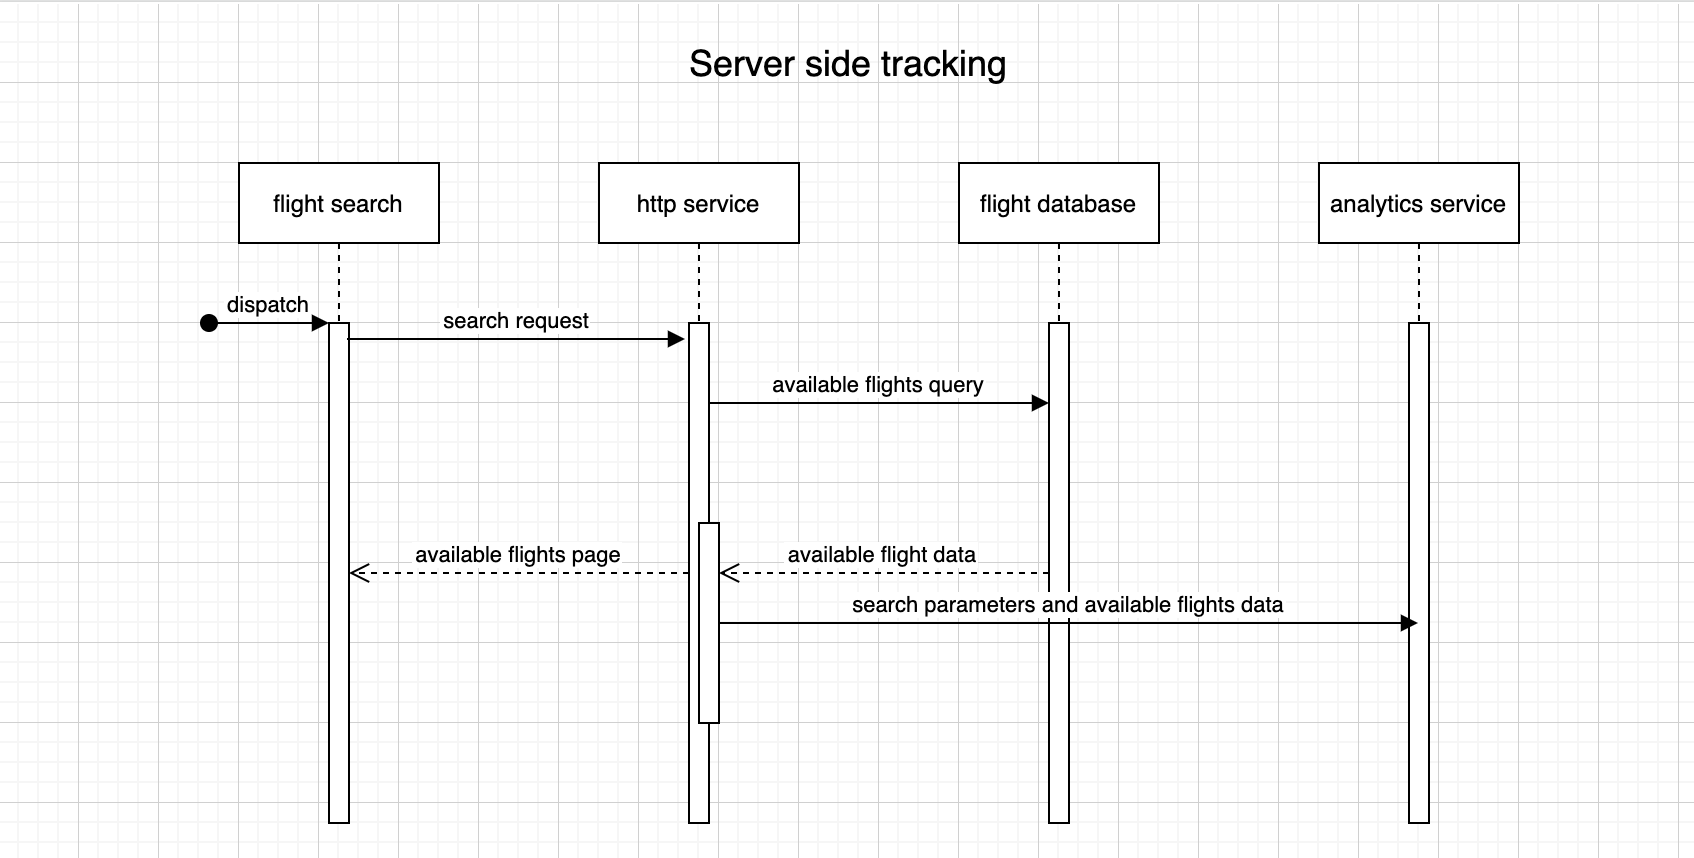 Server side tracking
flight search
http service
flight database
analytics service
dispatch
search request
available flights query
available flights page
available flight data
search parameters and available flights data